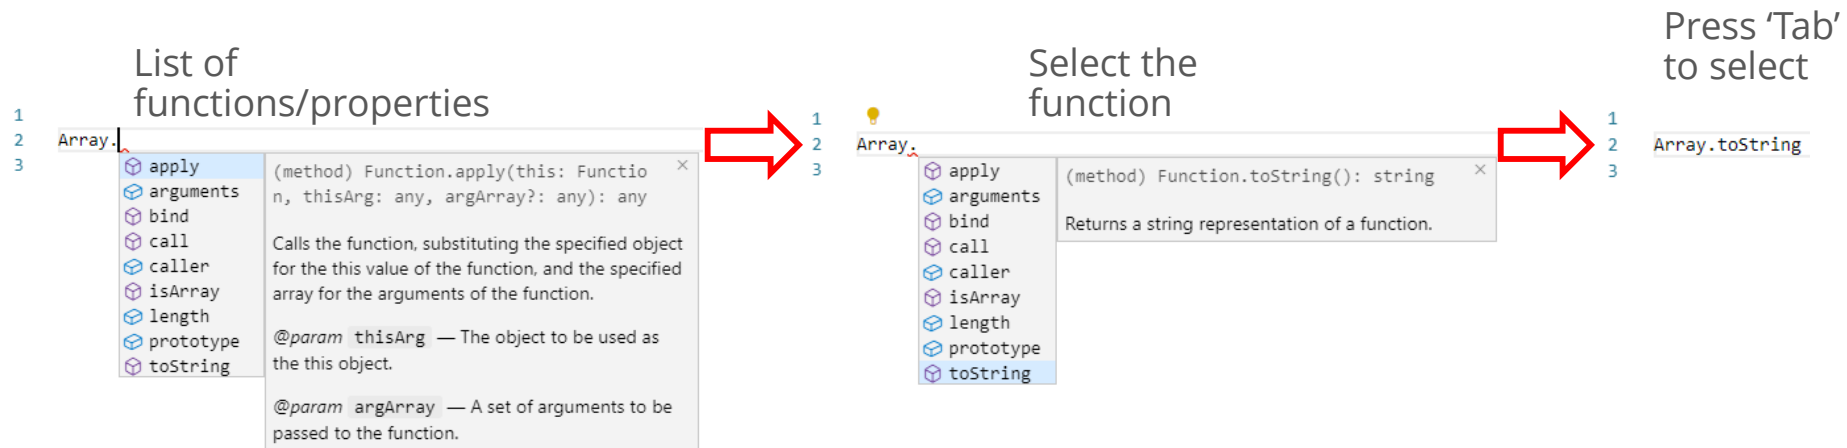 List of
functions/properties
1
2 Array.
3
apply
arguments
bind
call
caller
isArray
length
prototype
toString
(method) Function.apply(this: Functio
n, thisArg: any, argArray?: any): any
Calls the function, substituting the specified object
for the this value of the function, and the specified
array for the arguments of the function.
@param thisArg — The object to be used as
the this object.
@param argArray — A set of arguments to be
passed to the function.
Select the
function
1
2 Array.
3
apply
arguments
bind
call
caller
isArray
length
prototype
toString
(method) Function.toString(): string
Returns a string representation of a function.
Press ‘Tab’
to select
1
2 Array.toString
3